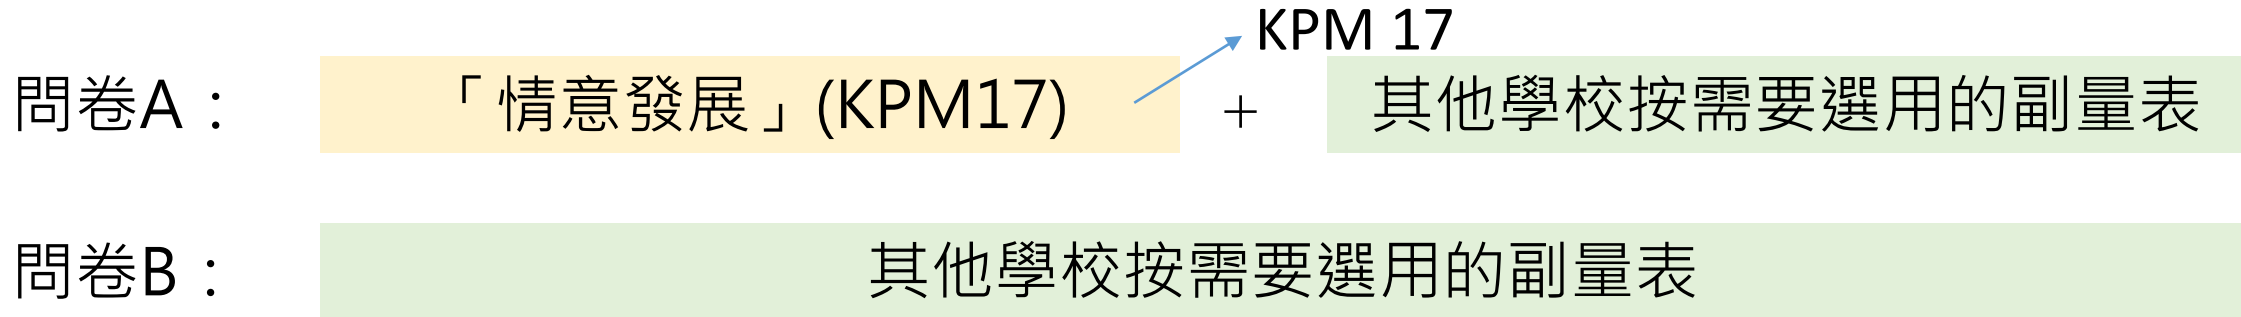 KPM 17
問卷A： 「情意發展」(KPM17) + 其他學校按需要選用的副量表
問卷B： 其他學校按需要選用的副量表